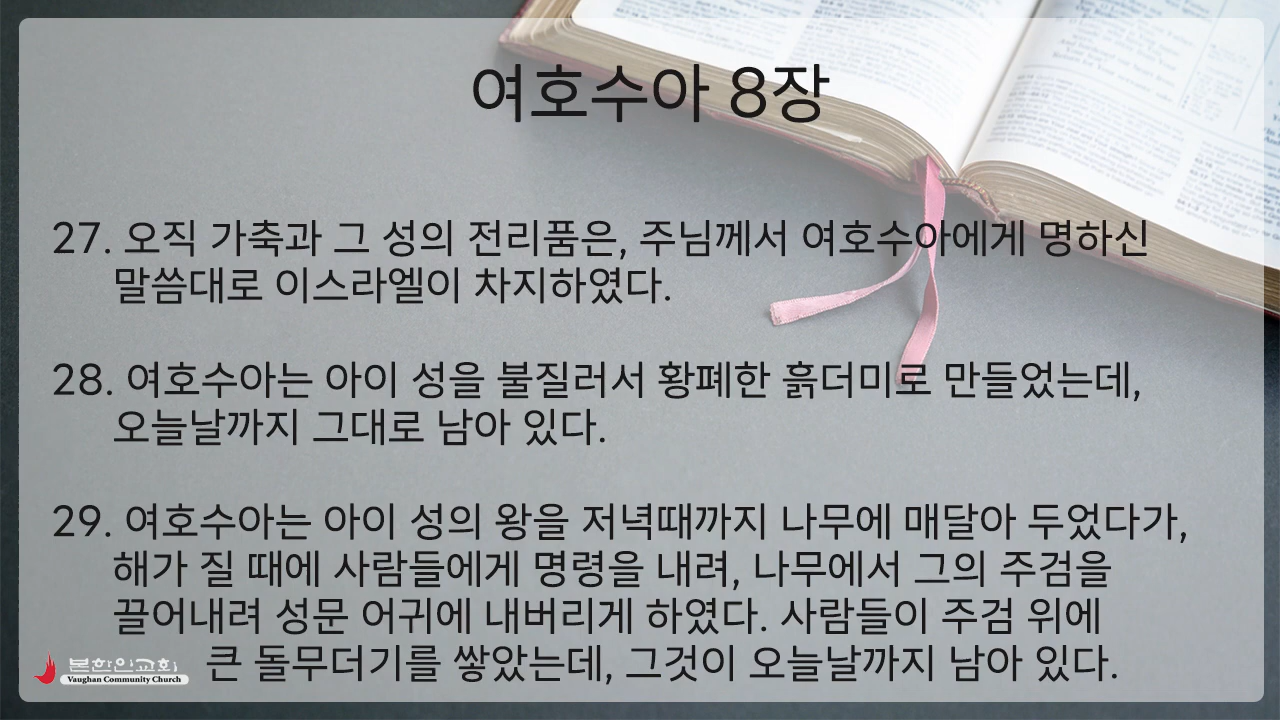 여호수아 8장
27. 오직 가축과 그 성의 전리품은, 주님께서 여호수아에게 명하신
말씀대로 이스라엘이 차지하였다.
28. 여호수아는 아이 성을 불질러서 황폐한 흙더미로 만들었는데,
오늘날까지 그대로 남아 있다.
29. 여호수아는 아이 성의 왕을 저녁때까지 나무에 매달아 두었다가,
해가 질 때에 사람들에게 명령을 내려, 나무에서 그의 주검을
끌어내려 성문 어귀에 내버리게 하였다. 사람들이 주검 위에
큰 돌무더기를 쌓았는데, 그것이 오늘날까지 남아 있다.
본한인교회
Vaughan Community Church